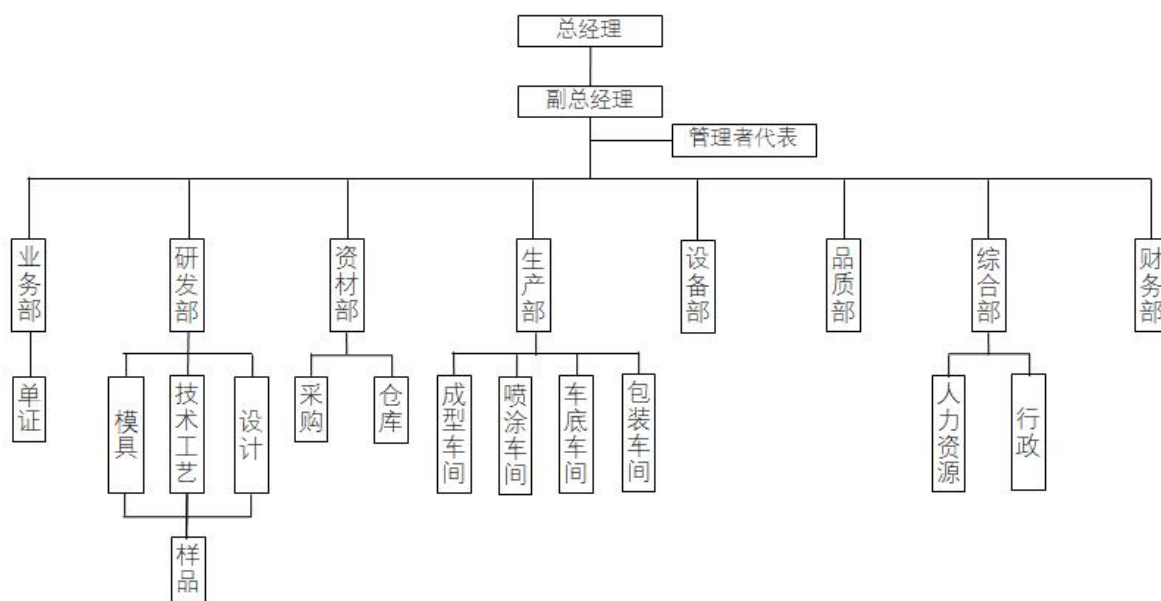 总经理
副总经理
管理者代表
业务部
研发部
资材部
生产部
设备部
品质部
综合部
财务部
单证
模具
技术工艺
设计
采购
仓库
成型车间
喷涂车间
车底车间
包装车间
人力资源
行政
样品